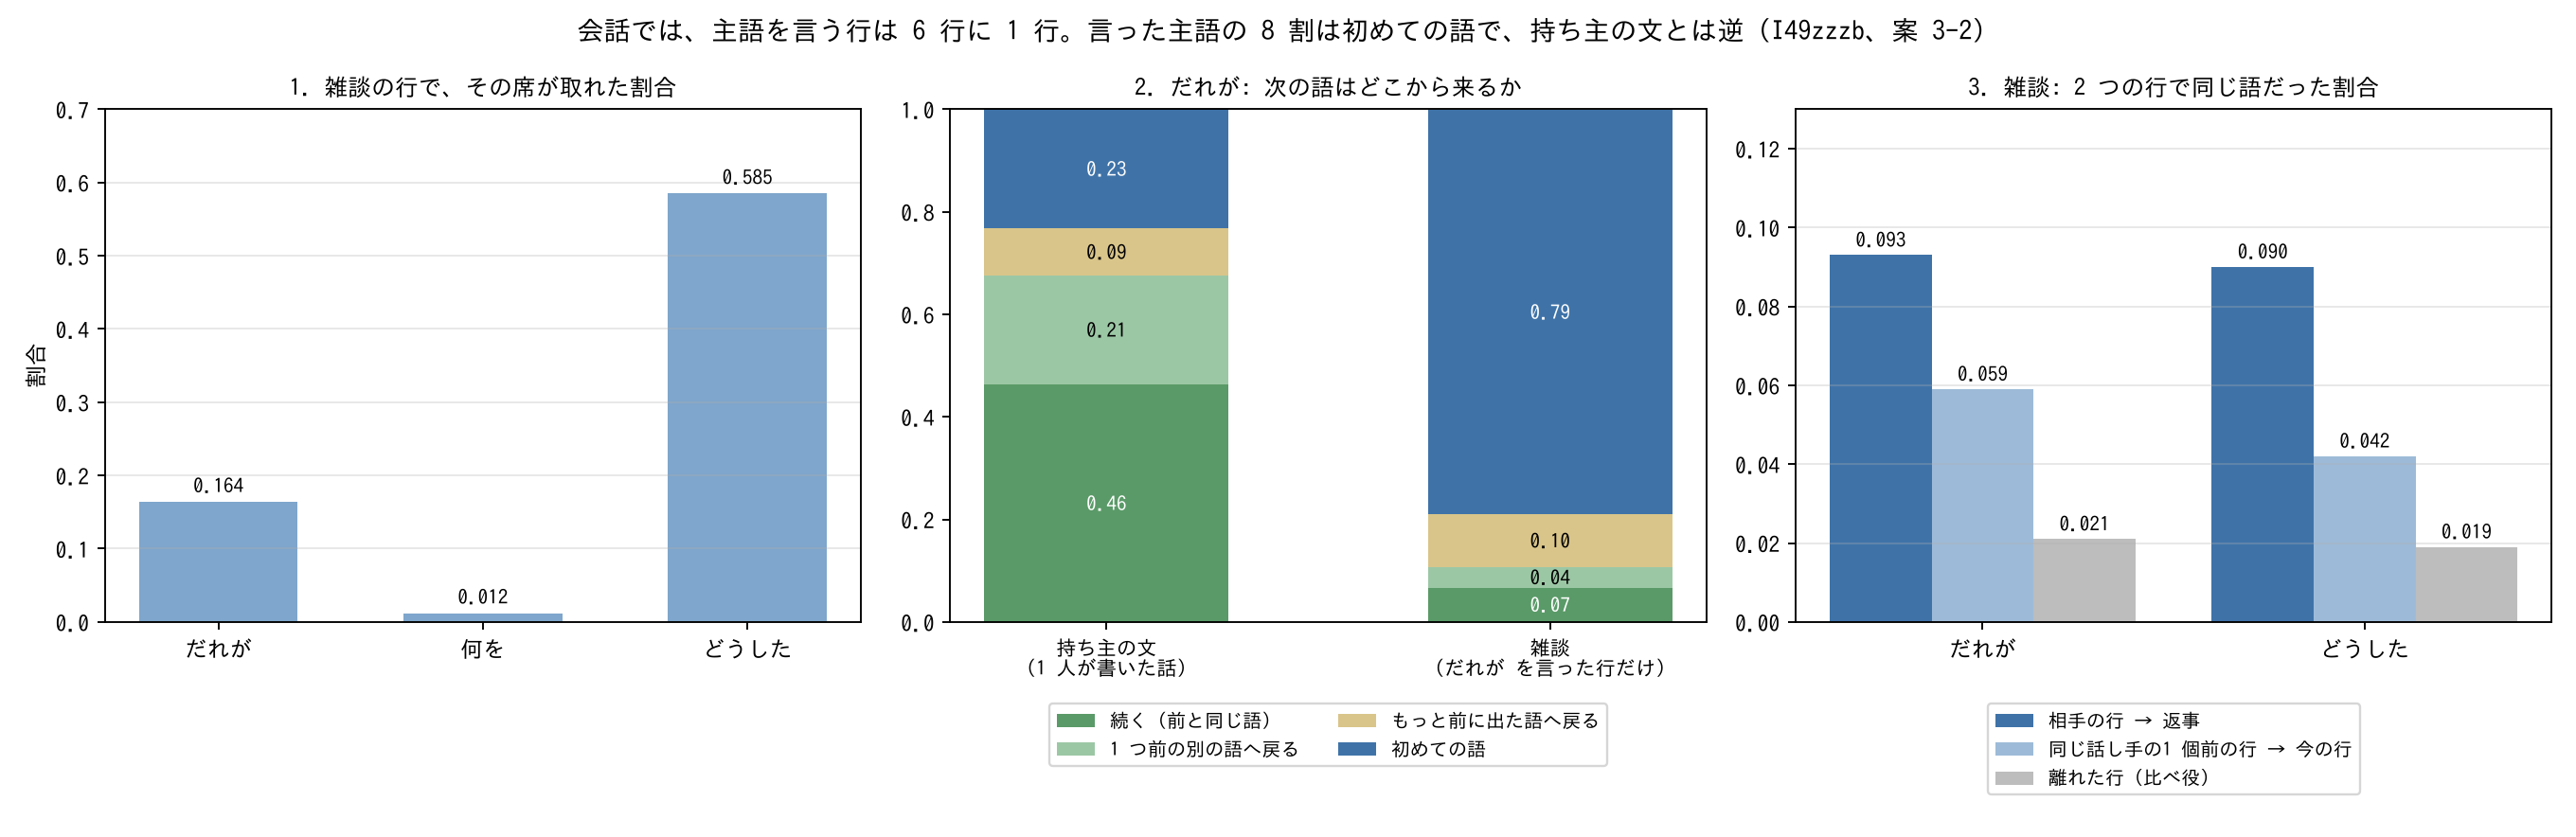 会話では、主語を言う行は 6 行に 1 行。言った主語の 8 割は初めての語で、持ち主の文とは逆（I49zzzb、案 3-2）
1. 雑談の行で、その席が取れた割合
割合
0.7
0.6
0.5
0.4
0.3
0.2
0.1
0.0
0.164
0.012
0.585
だれが
何を
どうした
2. だれが: 次の語はどこから来るか
1.0
0.8
0.6
0.4
0.2
0.0
0.23
0.09
0.21
0.46
0.79
0.10
0.04
0.07
持ち主の文
（1 人が書いた話）
雑談
（だれが を言った行だけ）
続く（前と同じ語）
1 つ前の別の語へ戻る
もっと前に出た語へ戻る
初めての語
3. 雑談: 2 つの行で同じ語だった割合
0.12
0.10
0.08
0.06
0.04
0.02
0.00
0.093
0.059
0.021
0.090
0.042
0.019
だれが
どうした
相手の行 → 返事
同じ話し手の1 個前の行 → 今の行
離れた行（比べ役）